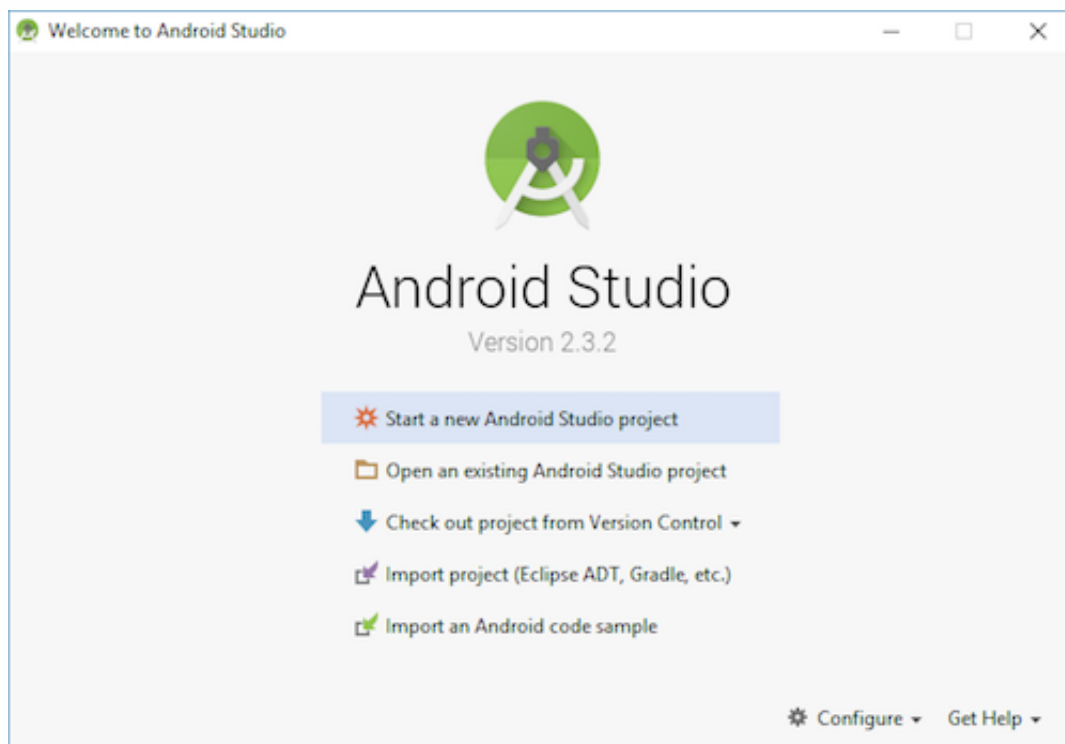 Welcome to Android Studio
Android Studio
Version 2.3.2
Start a new Android Studio project
Open an existing Android Studio project
Check out project from Version Control
Import project (Eclipse ADT, Gradle, etc.)
Import an Android code sample
Configure Get Help